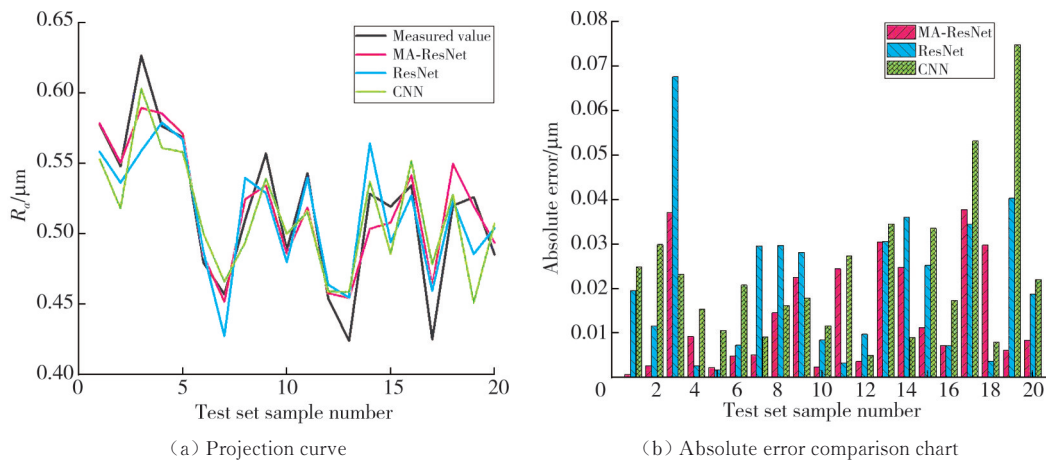 0.65
0.60
0.55
0.50
0.45
0.40
Rₐ/μm
Measured value
MA-ResNet
ResNet
CNN
0 5 10 15 20
Test set sample number
(a) Projection curve
0.08
0.07
0.06
0.05
0.04
0.03
0.02
0.01
Absolute error/μm
MA-ResNet
ResNet
CNN
0 2 4 6 8 10 12 14 16 18 20
Test set sample number
(b) Absolute error comparison chart